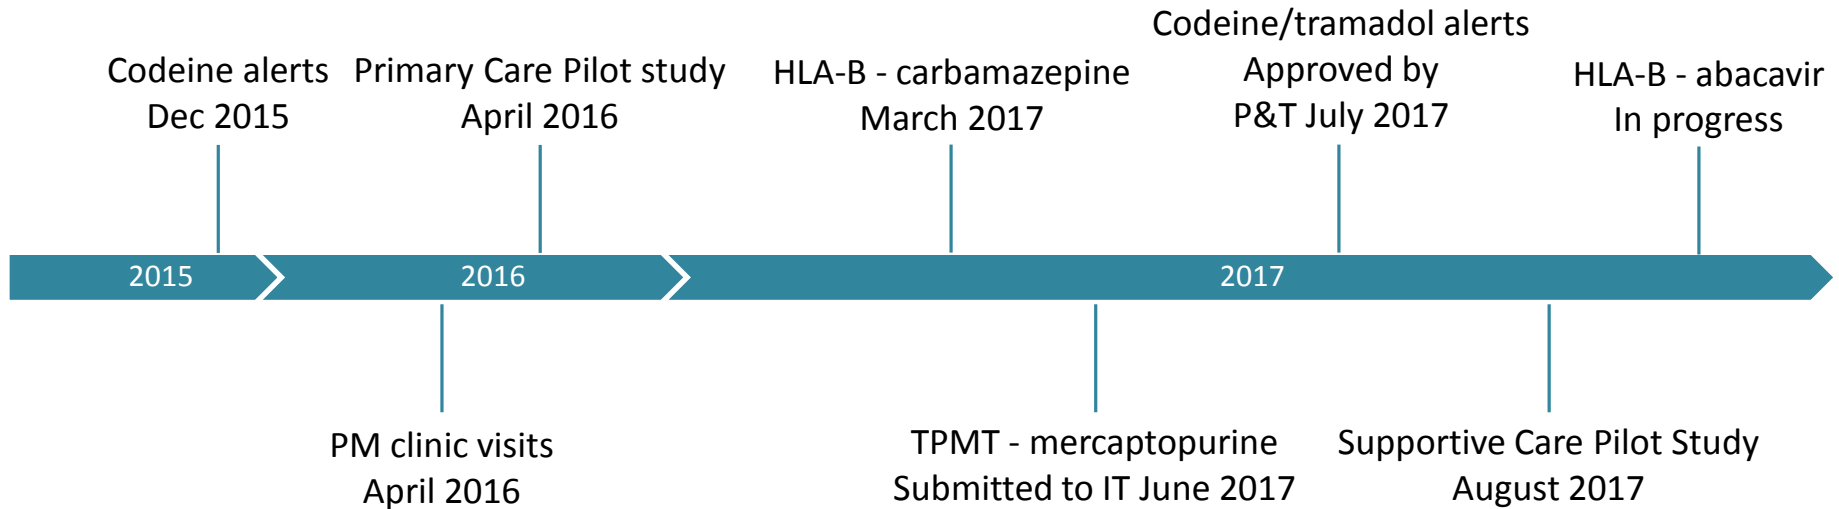 Codeine alerts
Dec 2015
Primary Care Pilot study
April 2016
HLA-B - carbamazepine
March 2017
Codeine/tramadol alerts
Approved by
P&T July 2017
HLA-B - abacavir
In progress
2015
2016
2017
PM clinic visits
April 2016
TPMT - mercaptopurine
Submitted to IT June 2017
Supportive Care Pilot Study
August 2017